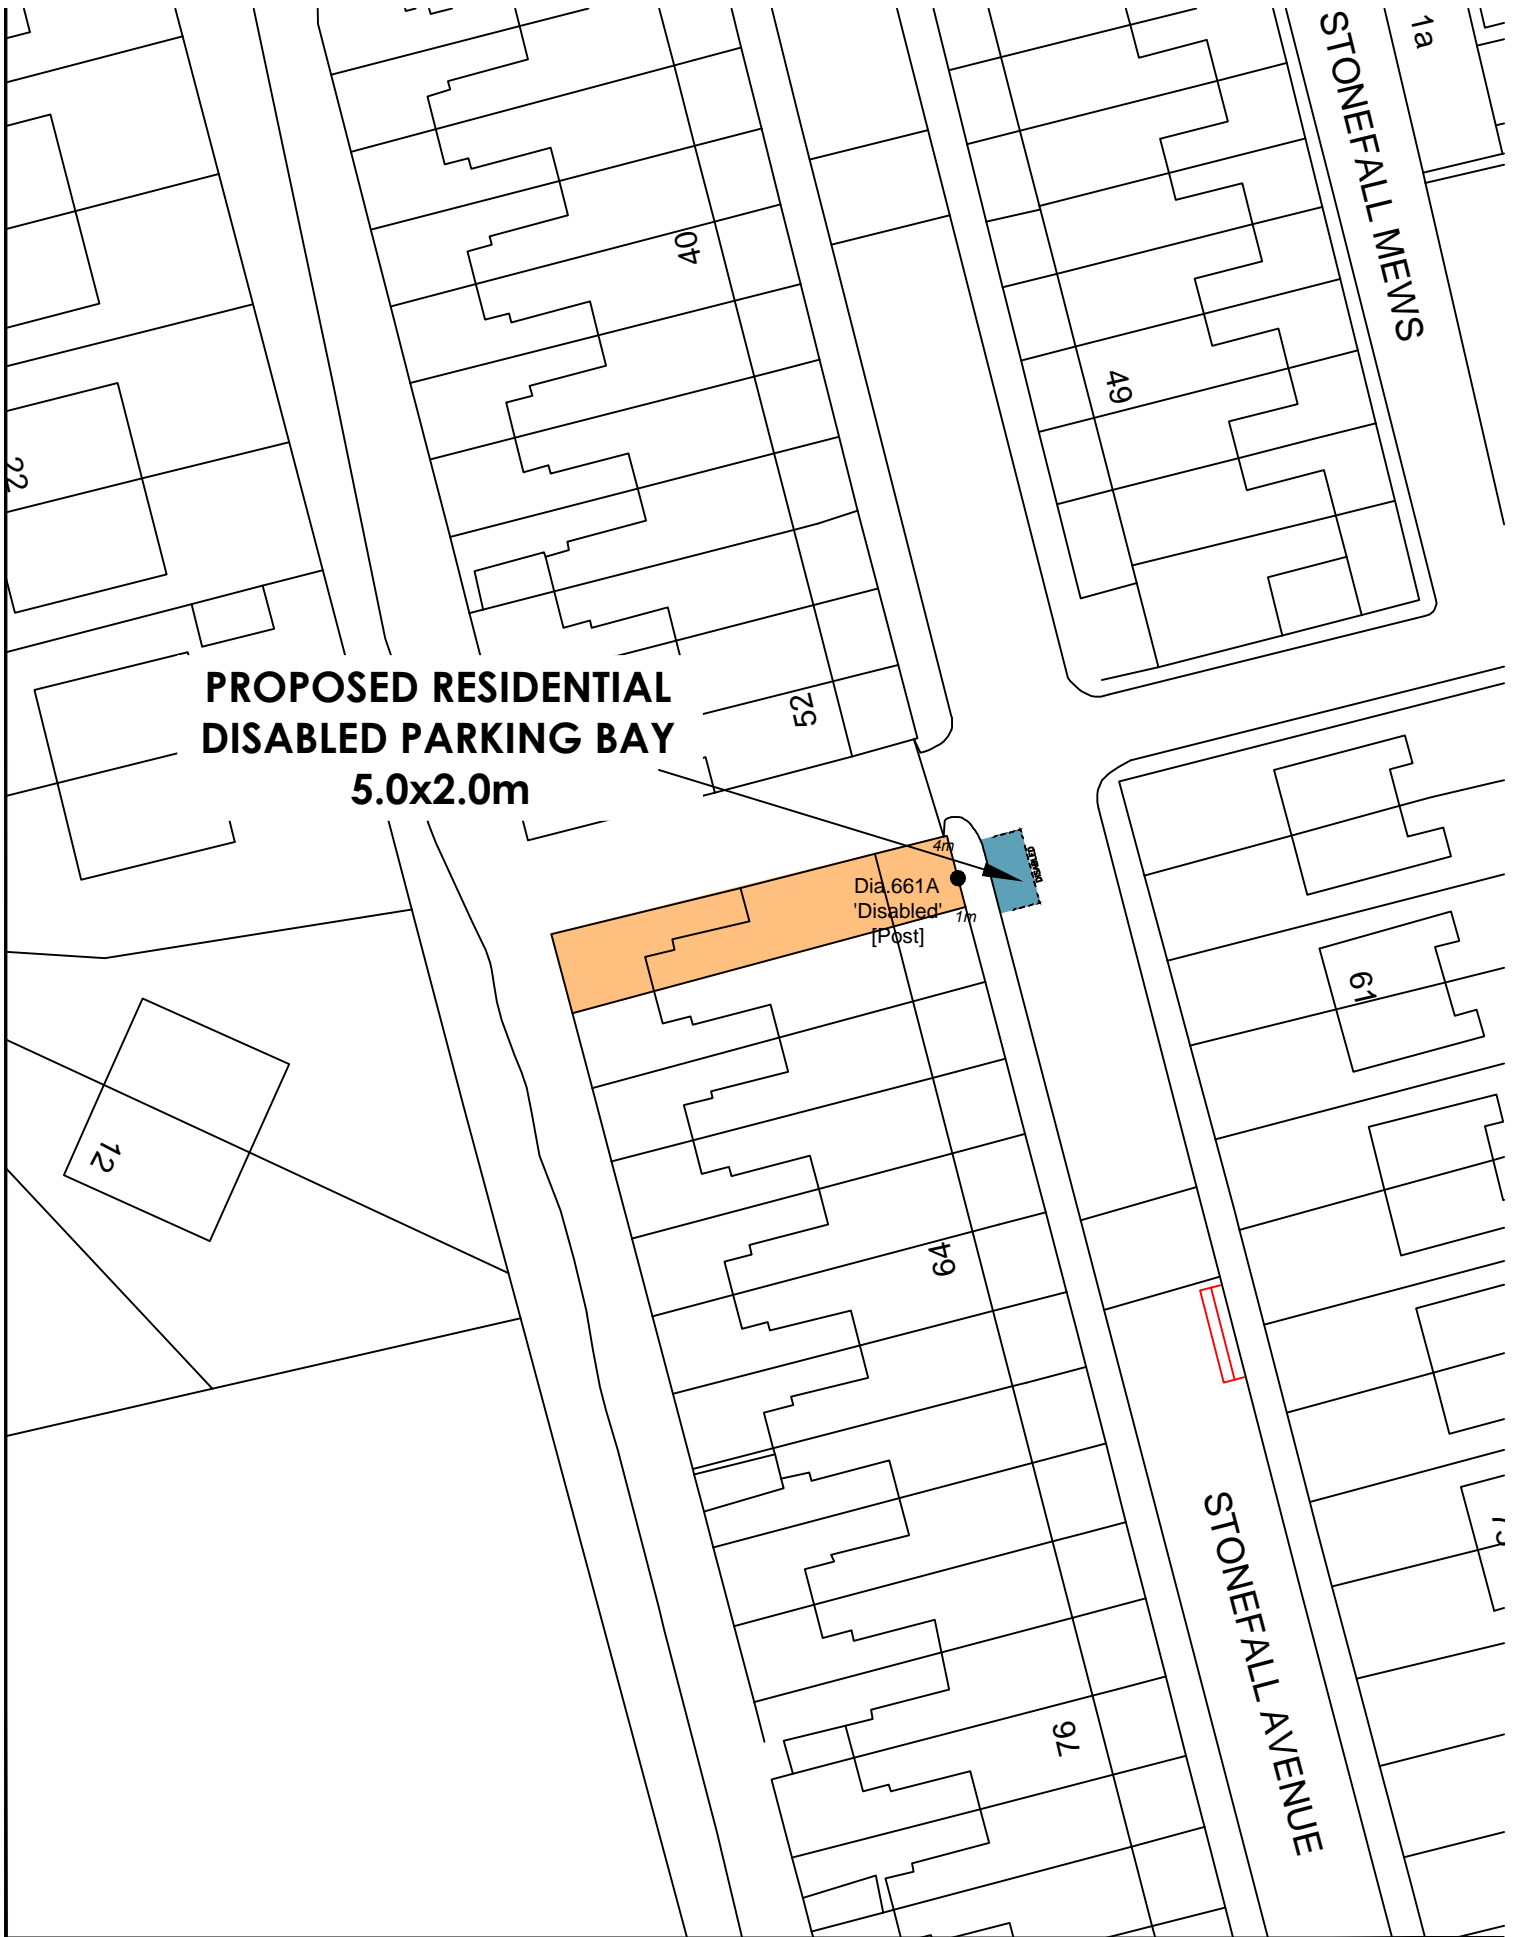 STONEFALL MEWS
1a
40
49
22
PROPOSED RESIDENTIAL
DISABLED PARKING BAY
5.0x2.0m
52
4m
DISABLED
Dia.661A
'Disabled'
[Post]
1m
61
12
64
STONEFALL AVENUE
76